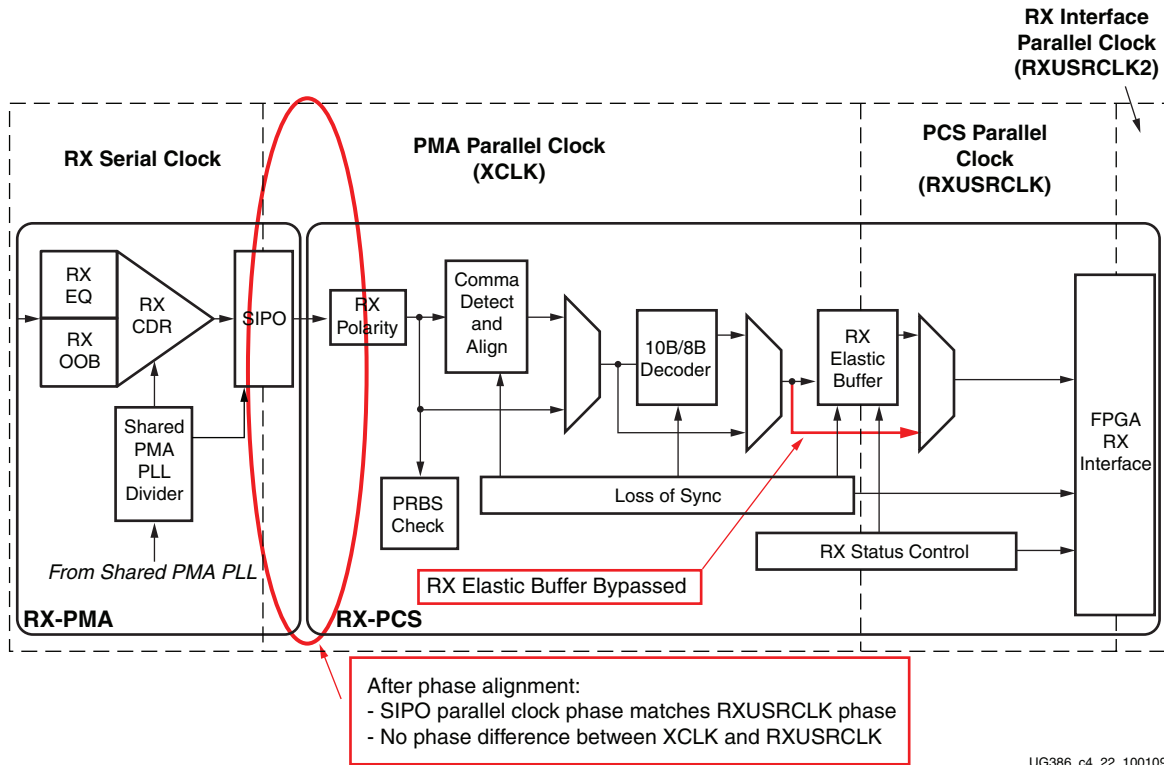 RX Interface
Parallel Clock
(RXUSRCLK2)
RX Serial Clock
PMA Parallel Clock
(XCLK)
PCS Parallel
Clock
(RXUSRCLK)
RX
EQ
RX
OOB
RX
CDR
SIPO
RX
Polarity
Comma
Detect
and
Align
10B/8B
Decoder
RX
Elastic
Buffer
FPGA
RX
Interface
Shared
PMA
PLL
Divider
PRBS
Check
Loss of Sync
RX Status Control
From Shared PMA PLL
RX Elastic Buffer Bypassed
RX-PMA
RX-PCS
After phase alignment:
- SIPO parallel clock phase matches RXUSRCLK phase
- No phase difference between XCLK and RXUSRCLK
UG386_c4_22_100109